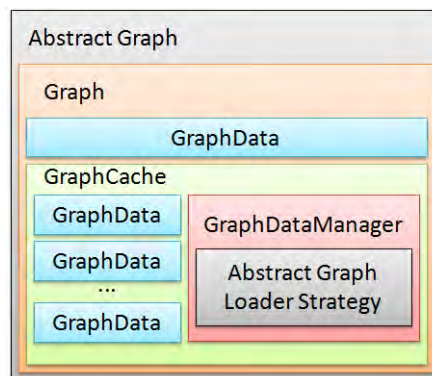 Abstract Graph
Graph
GraphData
GraphCache
GraphData
GraphData
...
GraphData
GraphDataManager
Abstract Graph
Loader Strategy